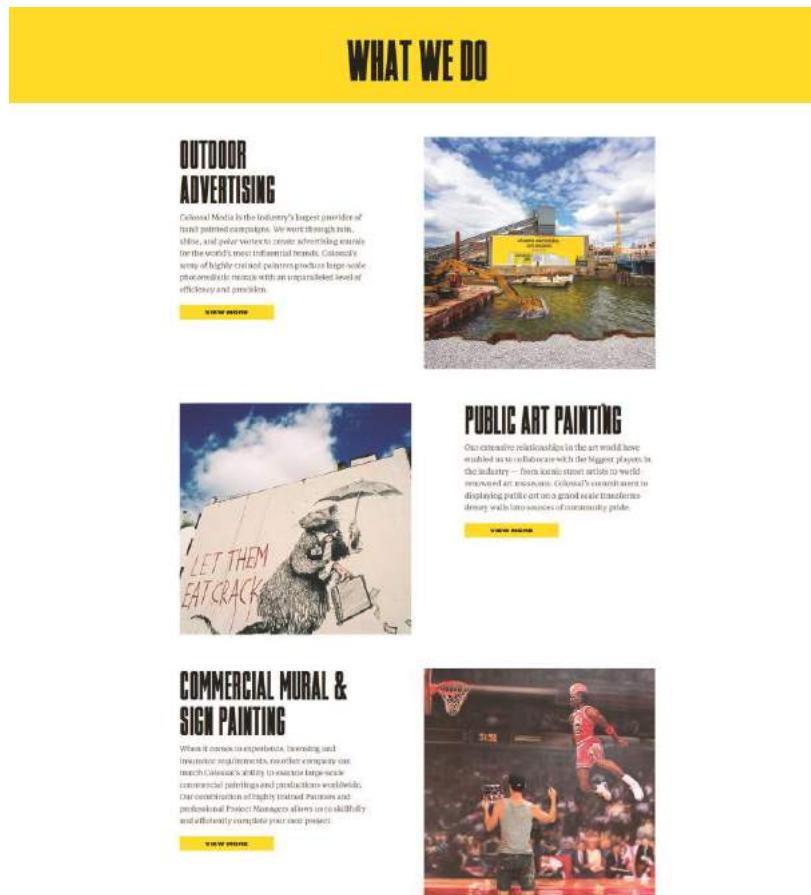 WHAT WE DO
OUTDOOR
ADVERTISING
Colossal Media is the industry's largest provider of
hand painted campaigns. We work through rain,
shine, and polar vortex to create advertising murals
for the world's most influential brands. Colossal's
army of highly-trained painters produce large-scale
photorealistic murals with an unparalleled level of
efficiency and precision.
VIEW MORE
PUBLIC ART PAINTING
Our extensive relationships in the art world have
enabled us to collaborate with the biggest players in
the industry — from iconic street artists to world-
renowned art museums. Colossal's commitment to
displaying public art on a grand scale transforms
dreary walls into sources of community pride.
VIEW MORE
LET THEM
EAT CRACK
COMMERCIAL MURAL &
SIGN PAINTING
When it comes to experience, licensing and
insurance requirements, no other company can
match Colossal's ability to execute large-scale
commercial paintings and productions worldwide.
Our combination of highly trained Painters and
professional Project Managers allows us to skillfully
and efficiently complete your next project.
VIEW MORE